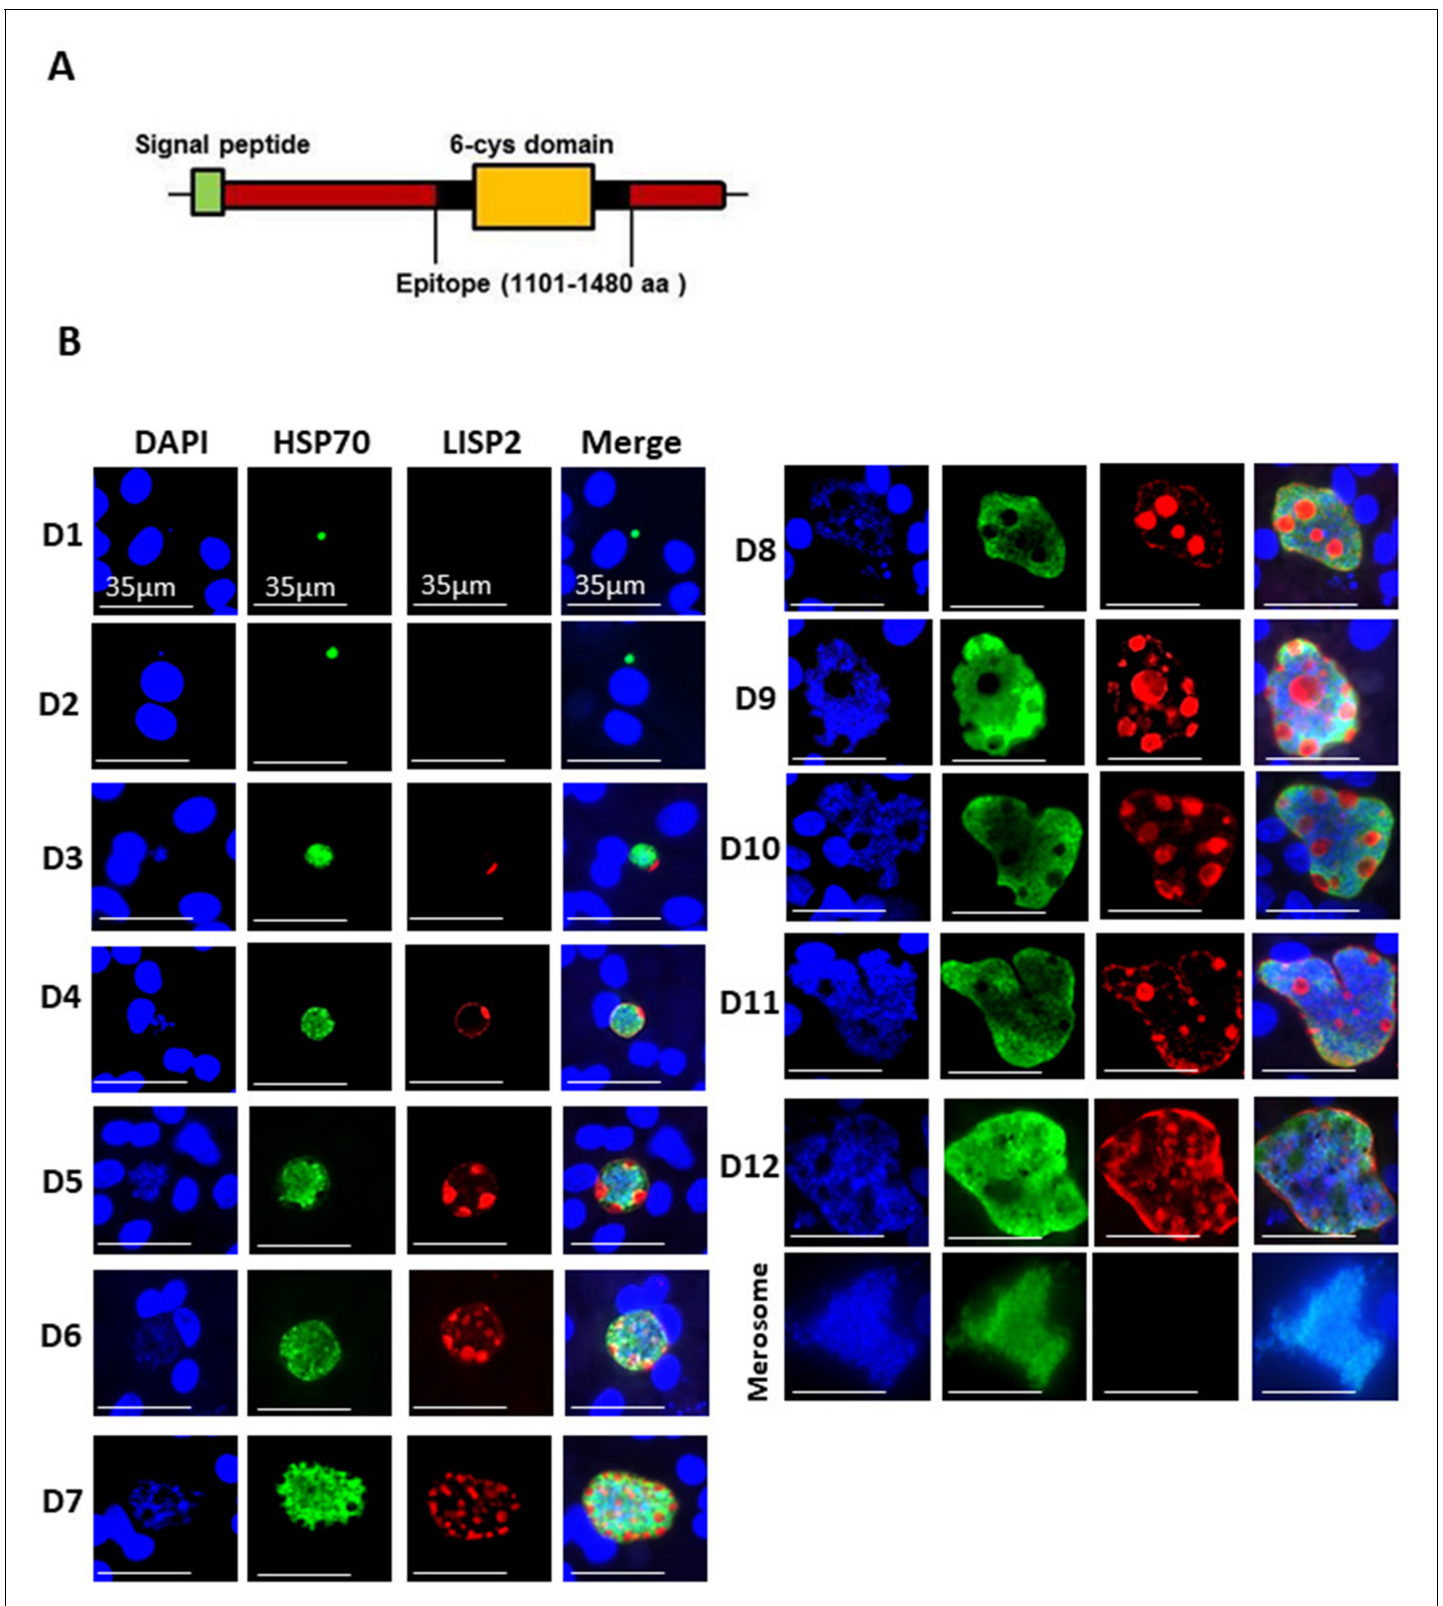 A
Signal peptide
6-cys domain
Epitope (1101-1480 aa )
B
DAPI HSP70 LISP2 Merge
D1
35µm 35µm 35µm 35µm
D2
D3
D4
D5
D6
D7
D8
D9
D10
D11
D12
Merosome